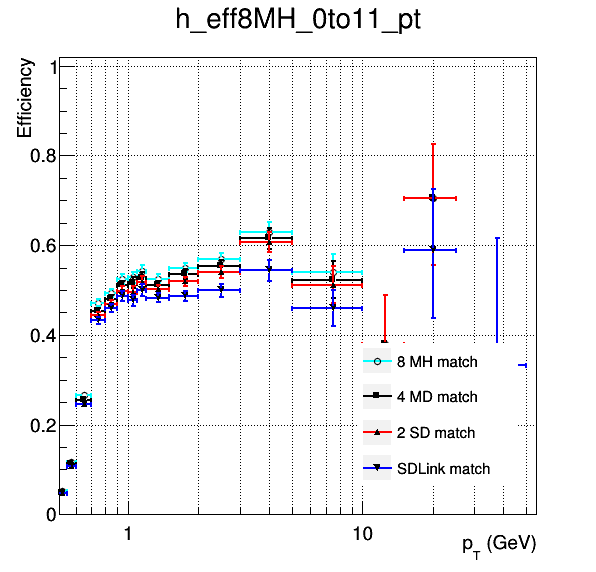 h_eff8MH_0to11_pt
Efficiency
1
0.8
0.6
0.4
0.2
0
8 MH match
4 MD match
2 SD match
SDLink match
1
10
p_T (GeV)